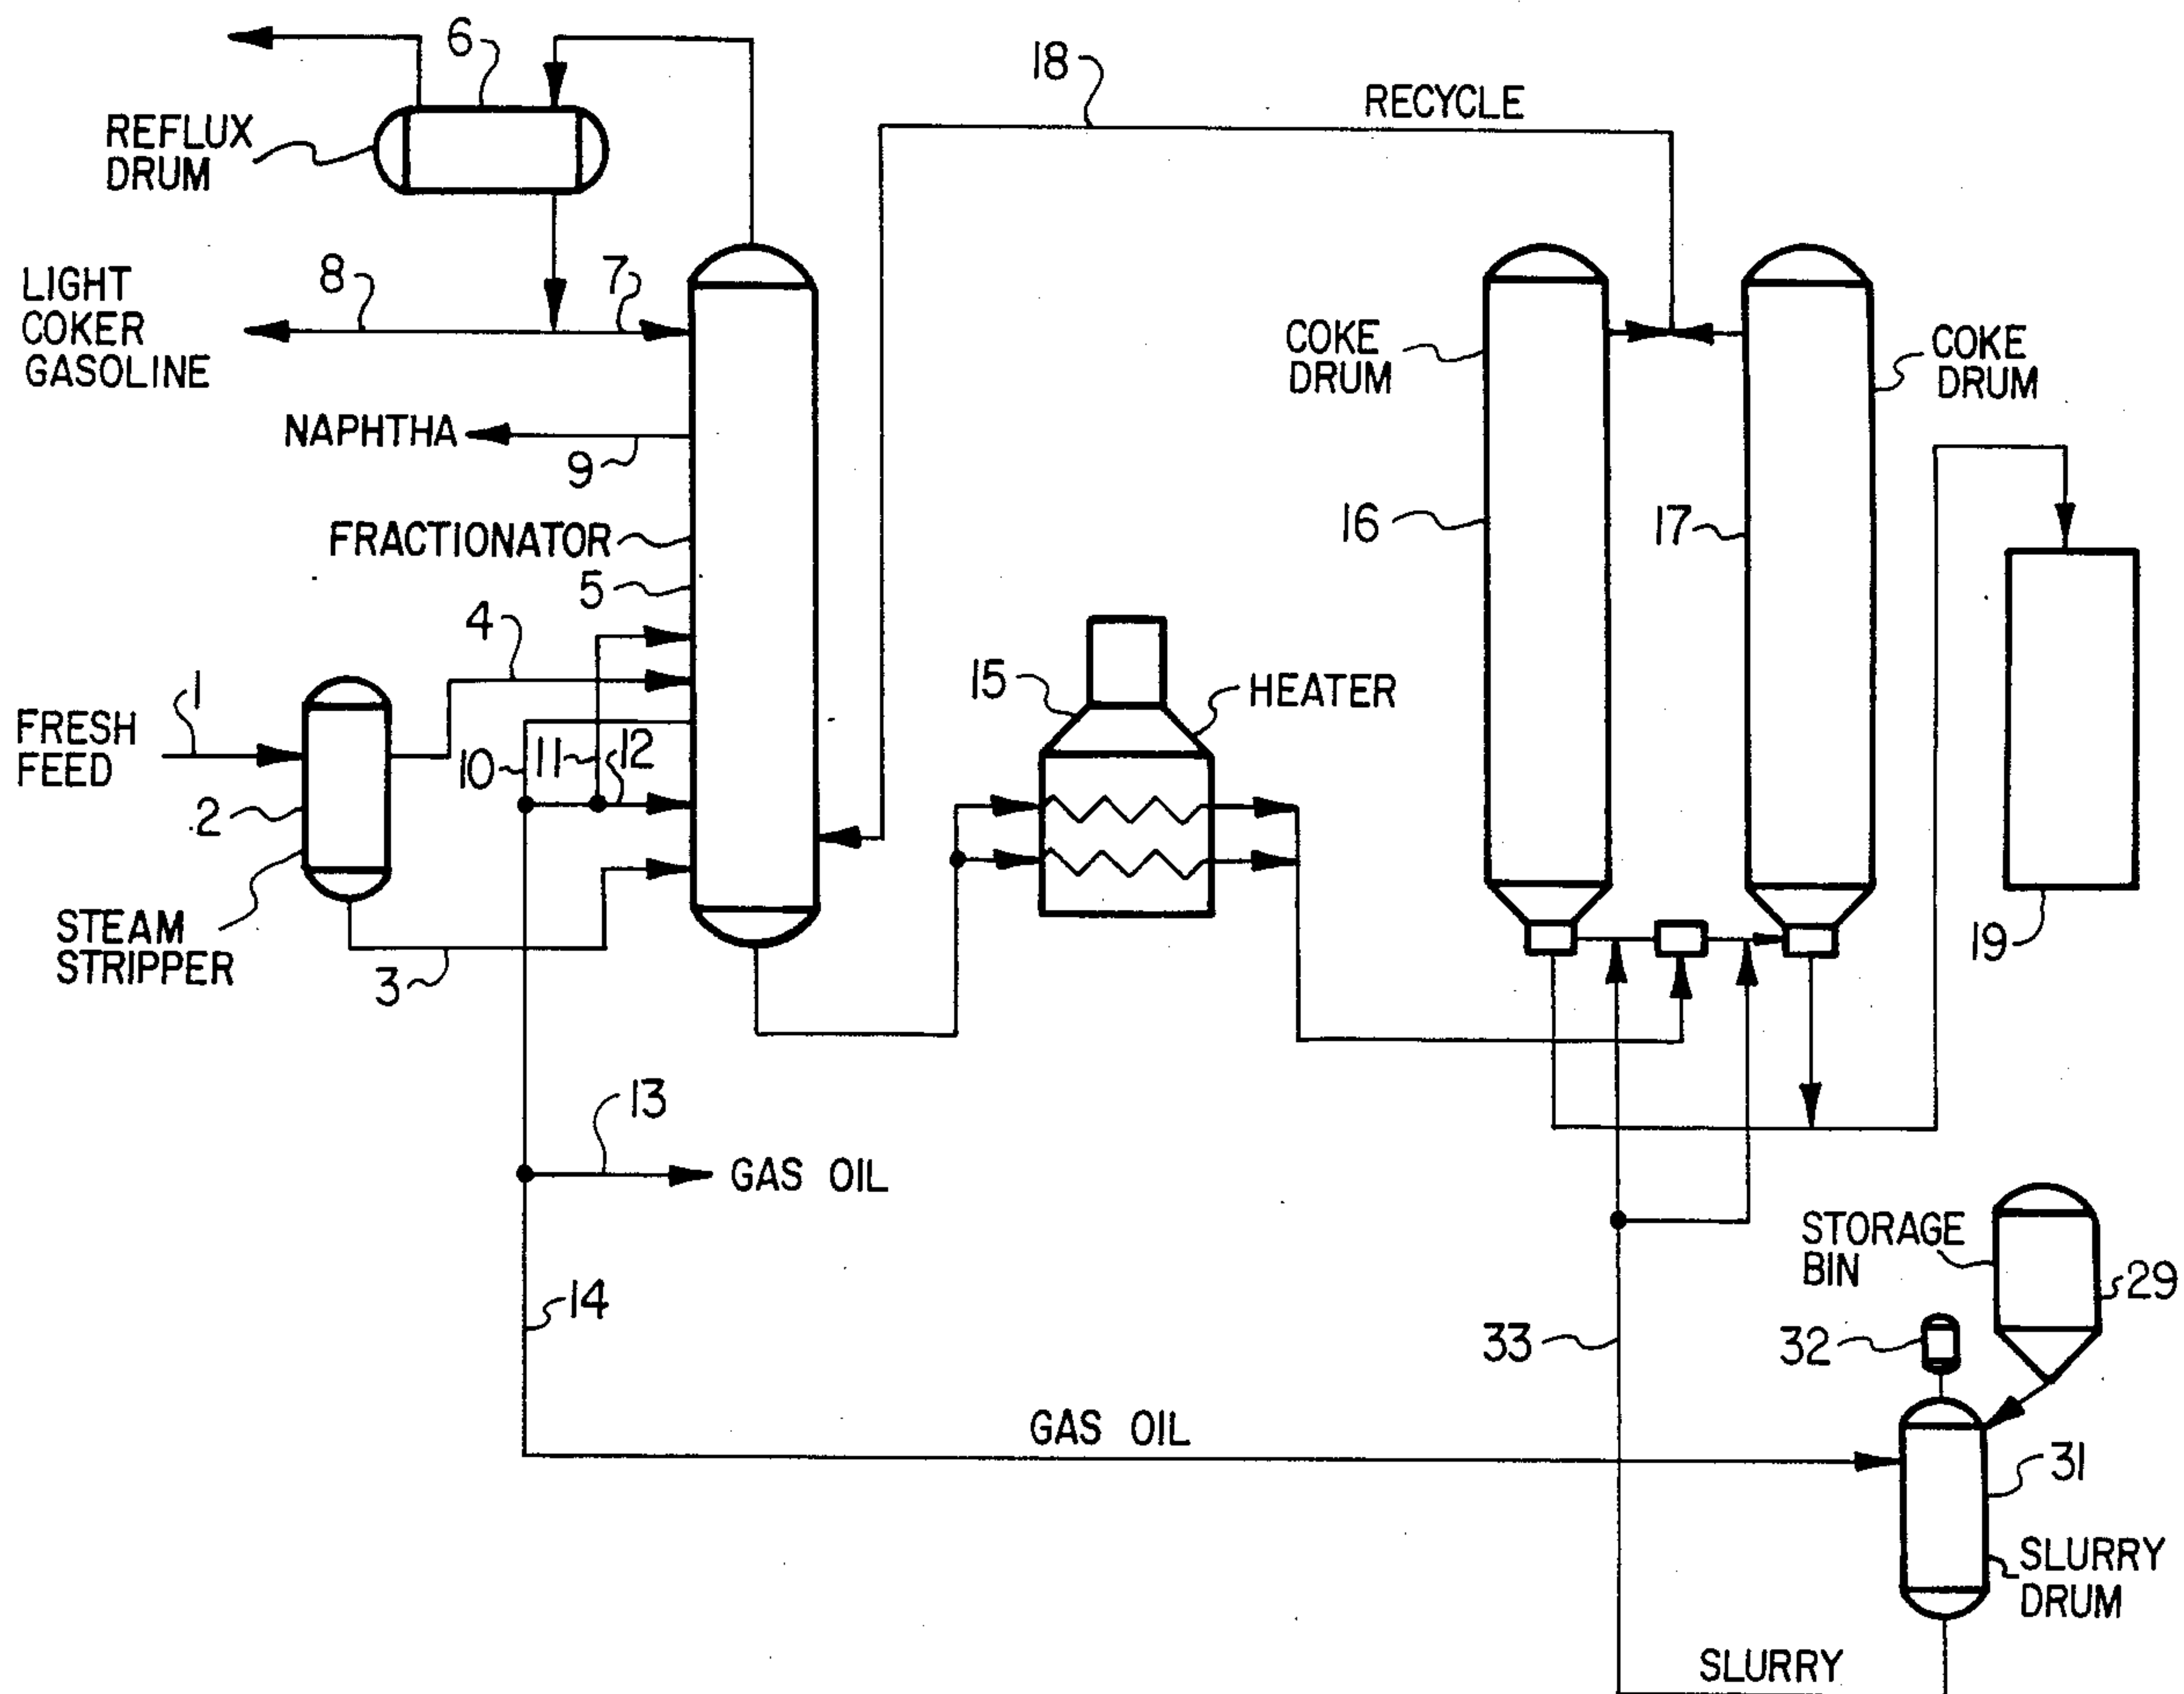 6
18
RECYCLE
REFLUX
DRUM
LIGHT
COKER
GASOLINE
8
7
COKE
DRUM
COKE
DRUM
NAPHTHA
9
16
17
FRACTIONATOR
5
4
15
HEATER
1
FRESH
FEED
10
11
12
2
STEAM
STRIPPER
3
19
13
GAS OIL
STORAGE
BIN
29
14
33
32
GAS OIL
31
SLURRY
DRUM
SLURRY